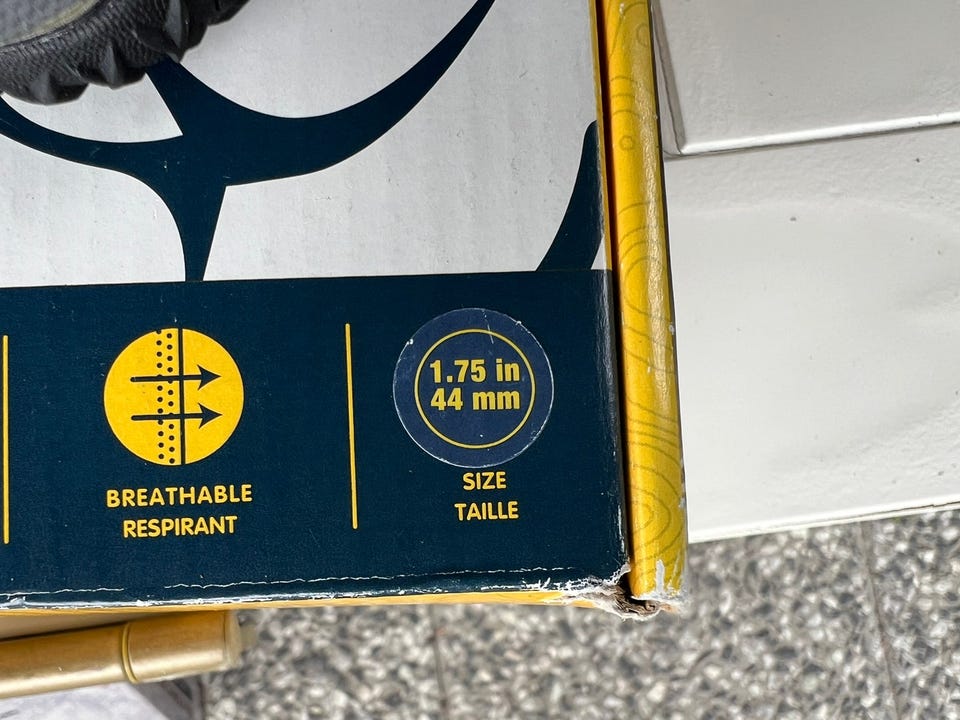 BREATHABLE
RESPIRANT
1.75 in
44 mm
SIZE
TAILLE